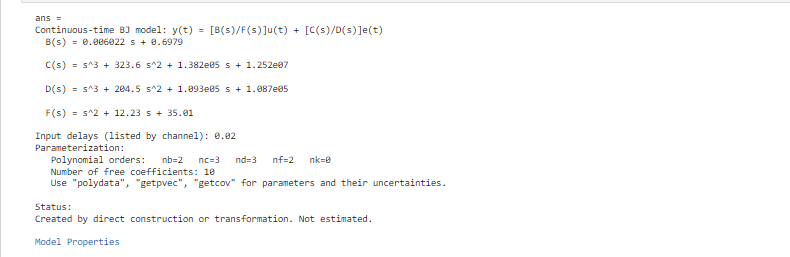 ans =
Continuous-time BJ model: y(t) = [B(s)/F(s)]u(t) + [C(s)/D(s)]e(t)
B(s) = 0.006022 s + 0.6979
C(s) = s^3 + 323.6 s^2 + 1.382e05 s + 1.252e07
D(s) = s^3 + 204.5 s^2 + 1.093e05 s + 1.087e05
F(s) = s^2 + 12.23 s + 35.01
Input delays (listed by channel): 0.02
Parameterization:
Polynomial orders: nb=2 nc=3 nd=3 nf=2 nk=0
Number of free coefficients: 10
Use "polydata", "getpvec", "getcov" for parameters and their uncertainties.
Status:
Created by direct construction or transformation. Not estimated.
Model Properties